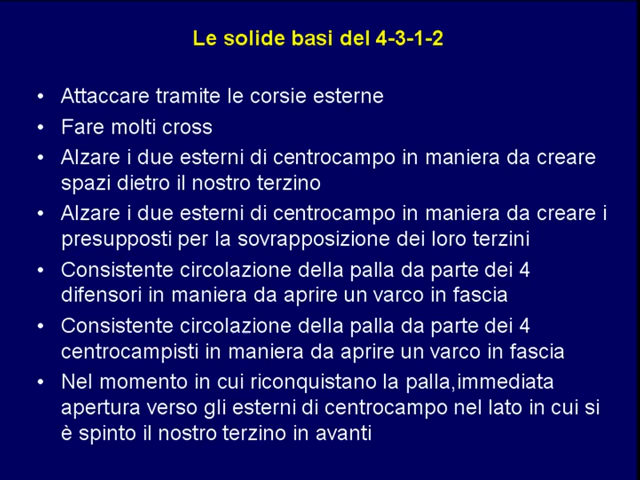 Le solide basi del 4-3-1-2
• Attaccare tramite le corsie esterne
• Fare molti cross
• Alzare i due esterni di centrocampo in maniera da creare
spazi dietro il nostro terzino
• Alzare i due esterni di centrocampo in maniera da creare i
presupposti per la sovrapposizione dei loro terzini
• Consistente circolazione della palla da parte dei 4
difensori in maniera da aprire un varco in fascia
• Consistente circolazione della palla da parte dei 4
centrocampisti in maniera da aprire un varco in fascia
• Nel momento in cui riconquistano la palla,immediata
apertura verso gli esterni di centrocampo nel lato in cui si
è spinto il nostro terzino in avanti